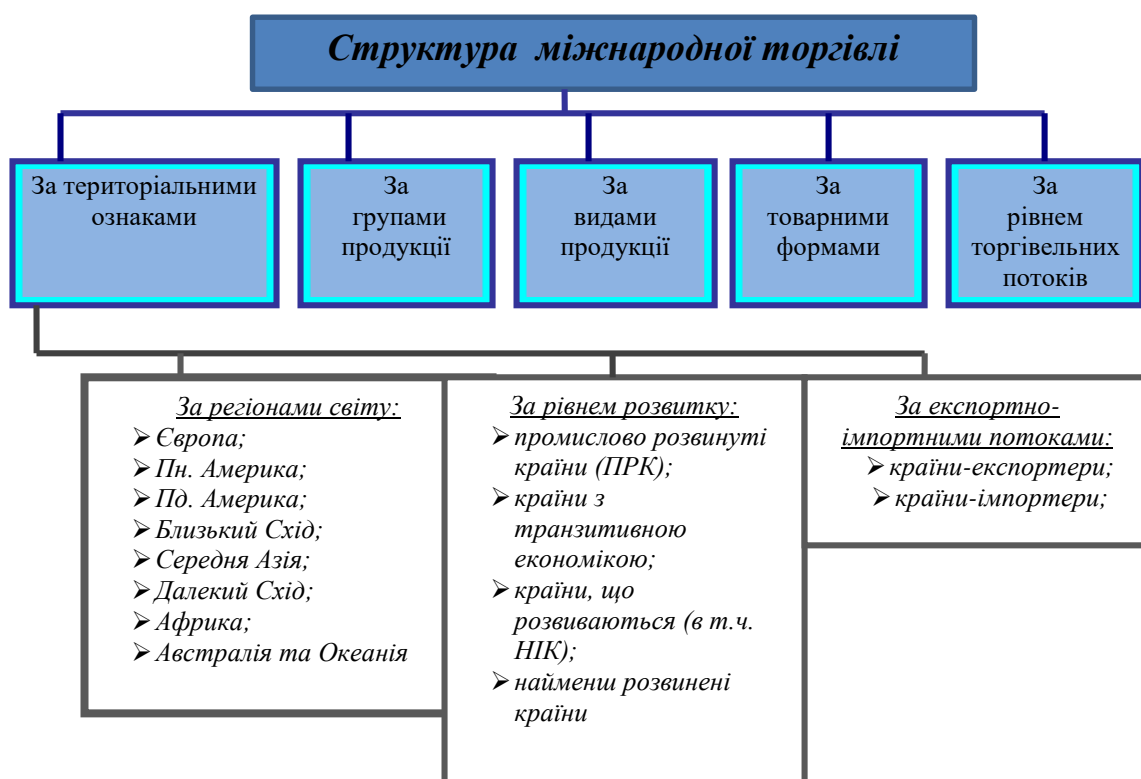 Структура міжнародної торгівлі
За територіальними
ознаками
За
групами
продукції
За
видами
продукції
За
товарними
формами
За
рівнем
торгівельних
потоків
За регіонами світу:
➢ Європа;
➢ Пн. Америка;
➢ Пд. Америка;
➢ Близький Схід;
➢ Середня Азія;
➢ Далекий Схід;
➢ Африка;
➢ Австралія та Океанія
За рівнем розвитку:
➢ промислово розвинуті
країни (ПРК);
➢ країни з
транзитивною
економікою;
➢ країни, що
розвиваються (в т.ч.
НІК);
➢ найменш розвинені
країни
За експортно-
імпортними потоками:
➢ країни-експортери;
➢ країни-імпортери;